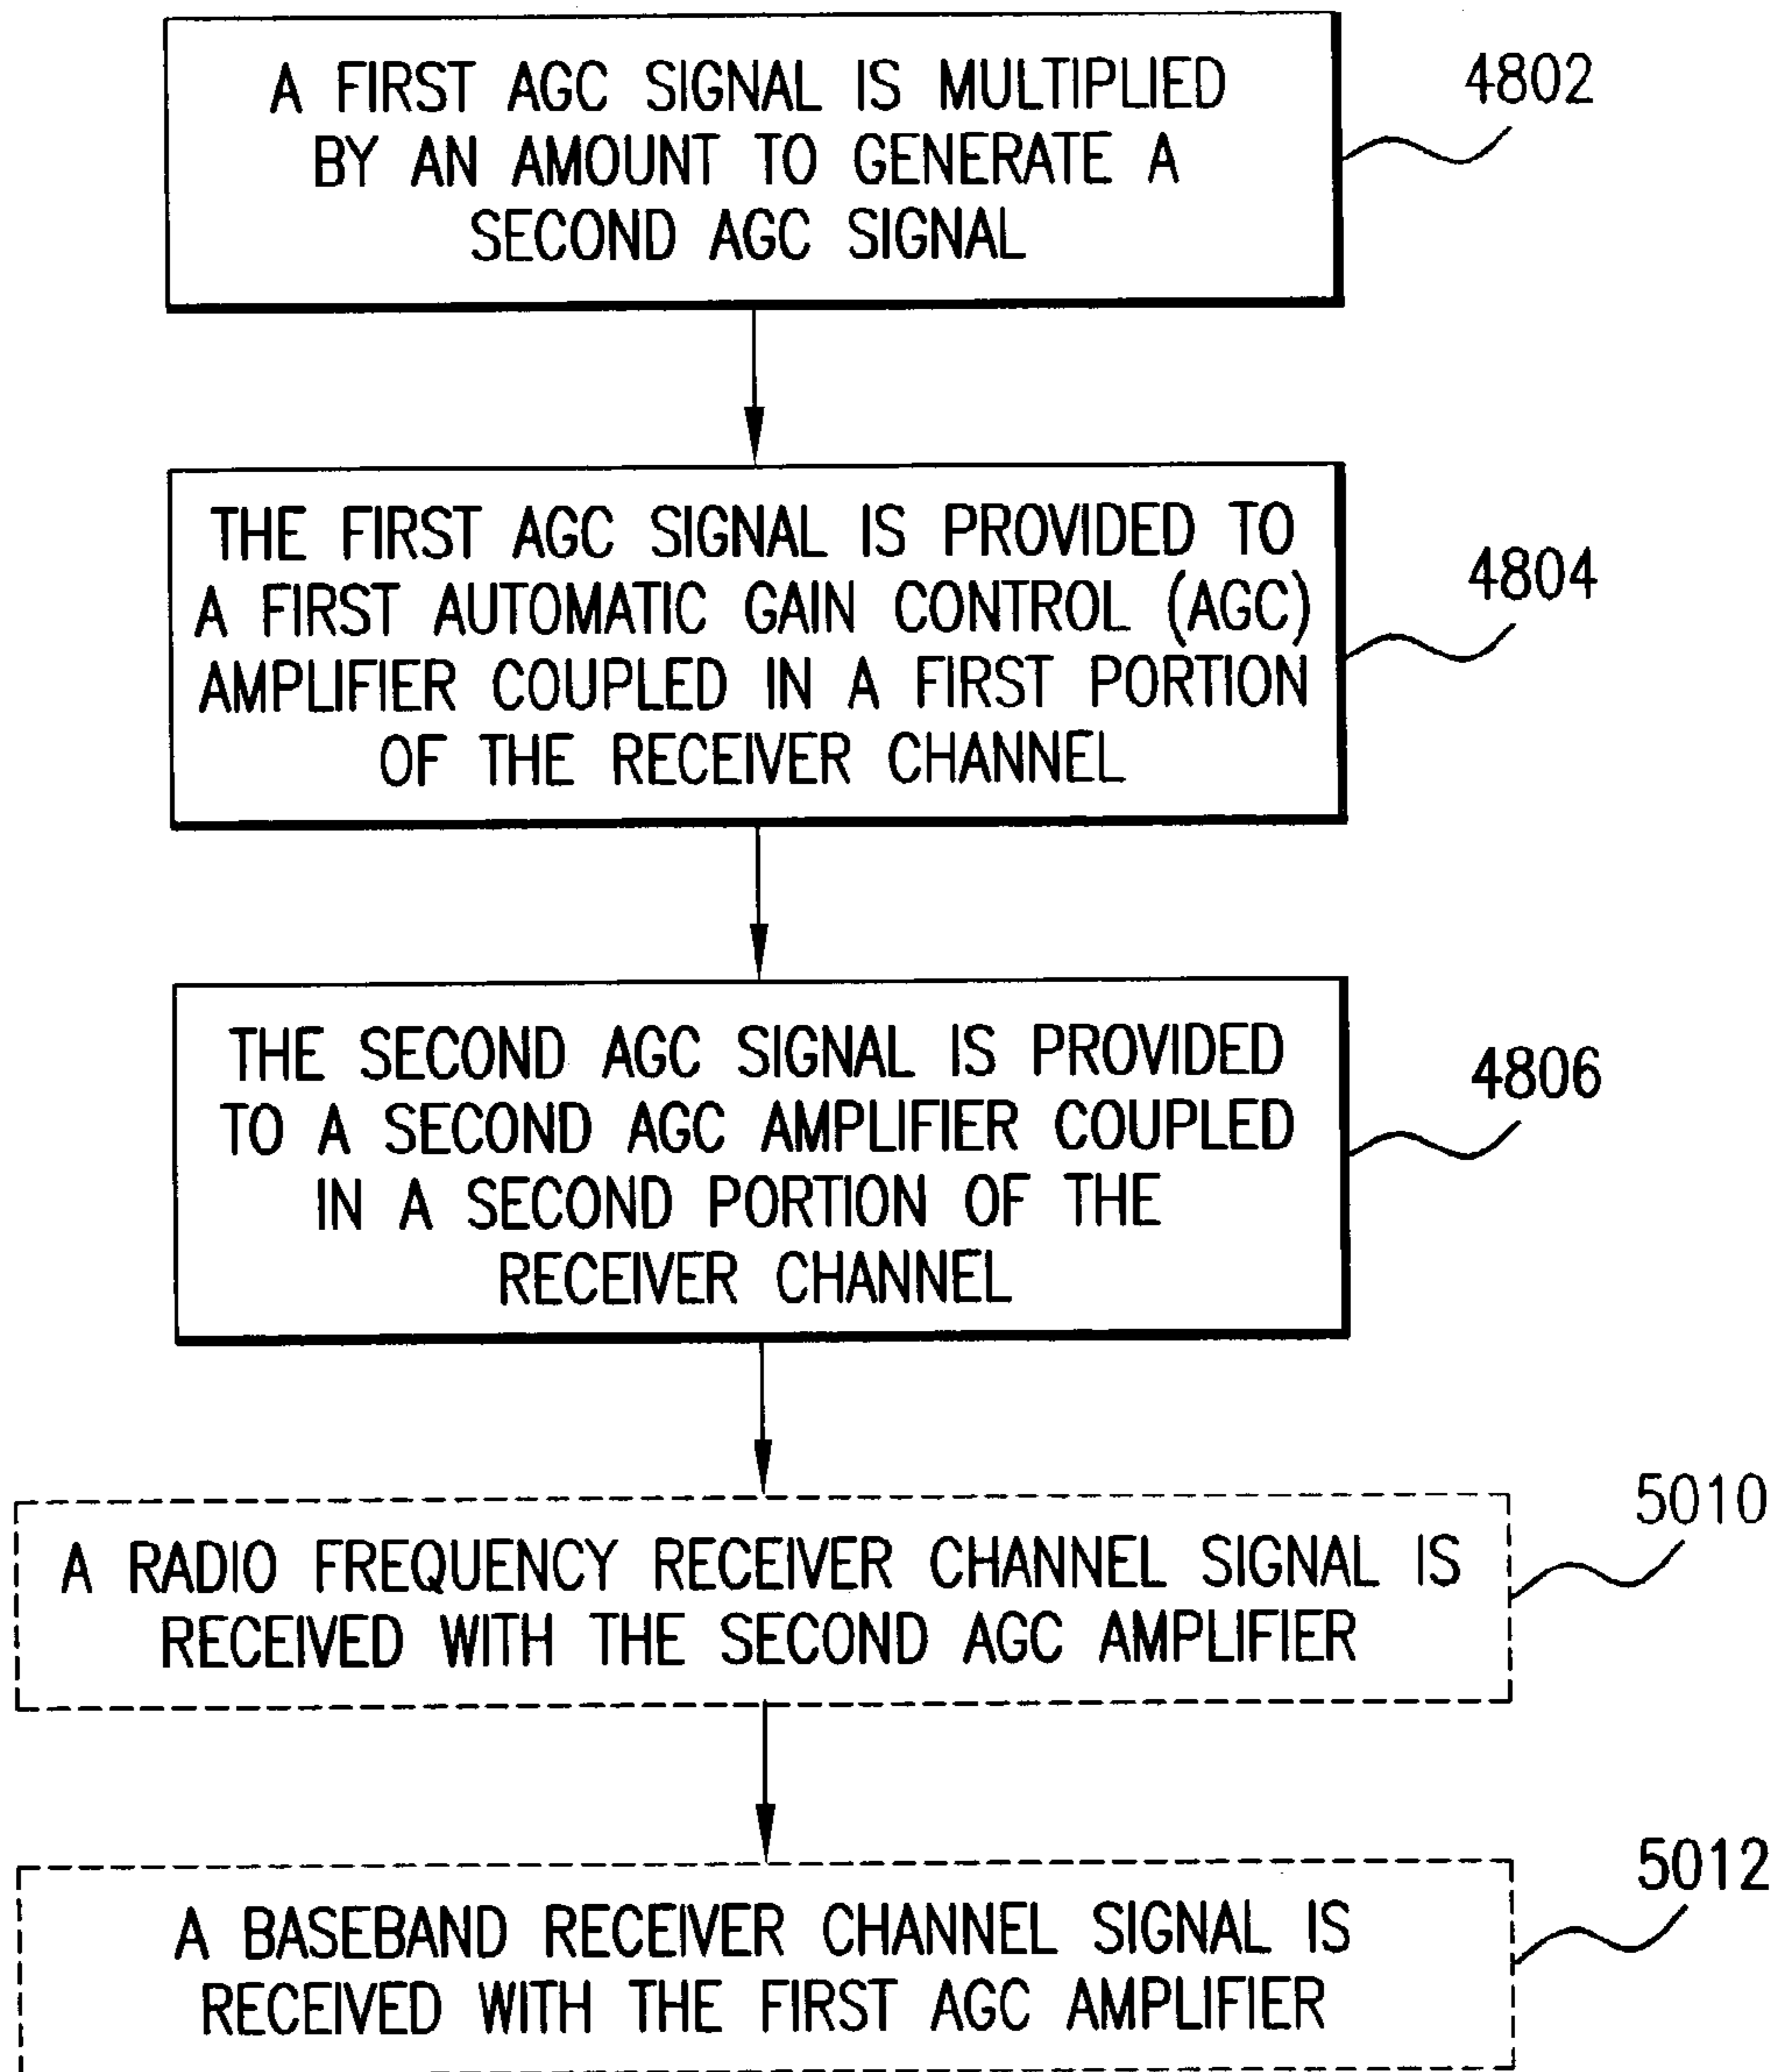 A FIRST AGC SIGNAL IS MULTIPLIED
BY AN AMOUNT TO GENERATE A
SECOND AGC SIGNAL
4802
THE FIRST AGC SIGNAL IS PROVIDED TO
A FIRST AUTOMATIC GAIN CONTROL (AGC)
AMPLIFIER COUPLED IN A FIRST PORTION
OF THE RECEIVER CHANNEL
4804
THE SECOND AGC SIGNAL IS PROVIDED
TO A SECOND AGC AMPLIFIER COUPLED
IN A SECOND PORTION OF THE
RECEIVER CHANNEL
4806
A RADIO FREQUENCY RECEIVER CHANNEL SIGNAL IS
RECEIVED WITH THE SECOND AGC AMPLIFIER
5010
A BASEBAND RECEIVER CHANNEL SIGNAL IS
RECEIVED WITH THE FIRST AGC AMPLIFIER
5012